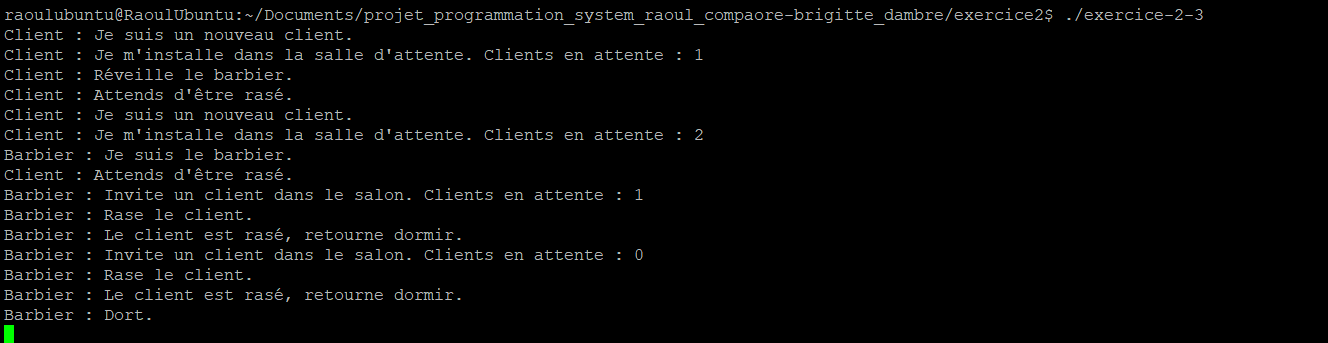 raoulubuntu@RaoulUbuntu:~/Documents/projet_programmation_system_raoul_compaore-brigitte_dambre/exercice2$ ./exercice-2-3
Client : Je suis un nouveau client.
Client : Je m'installe dans la salle d'attente. Clients en attente : 1
Client : Réveille le barbier.
Client : Attends d'être rasé.
Client : Je suis un nouveau client.
Client : Je m'installe dans la salle d'attente. Clients en attente : 2
Barbier : Je suis le barbier.
Client : Attends d'être rasé.
Barbier : Invite un client dans le salon. Clients en attente : 1
Barbier : Rase le client.
Barbier : Le client est rasé, retourne dormir.
Barbier : Invite un client dans le salon. Clients en attente : 0
Barbier : Rase le client.
Barbier : Le client est rasé, retourne dormir.
Barbier : Dort.